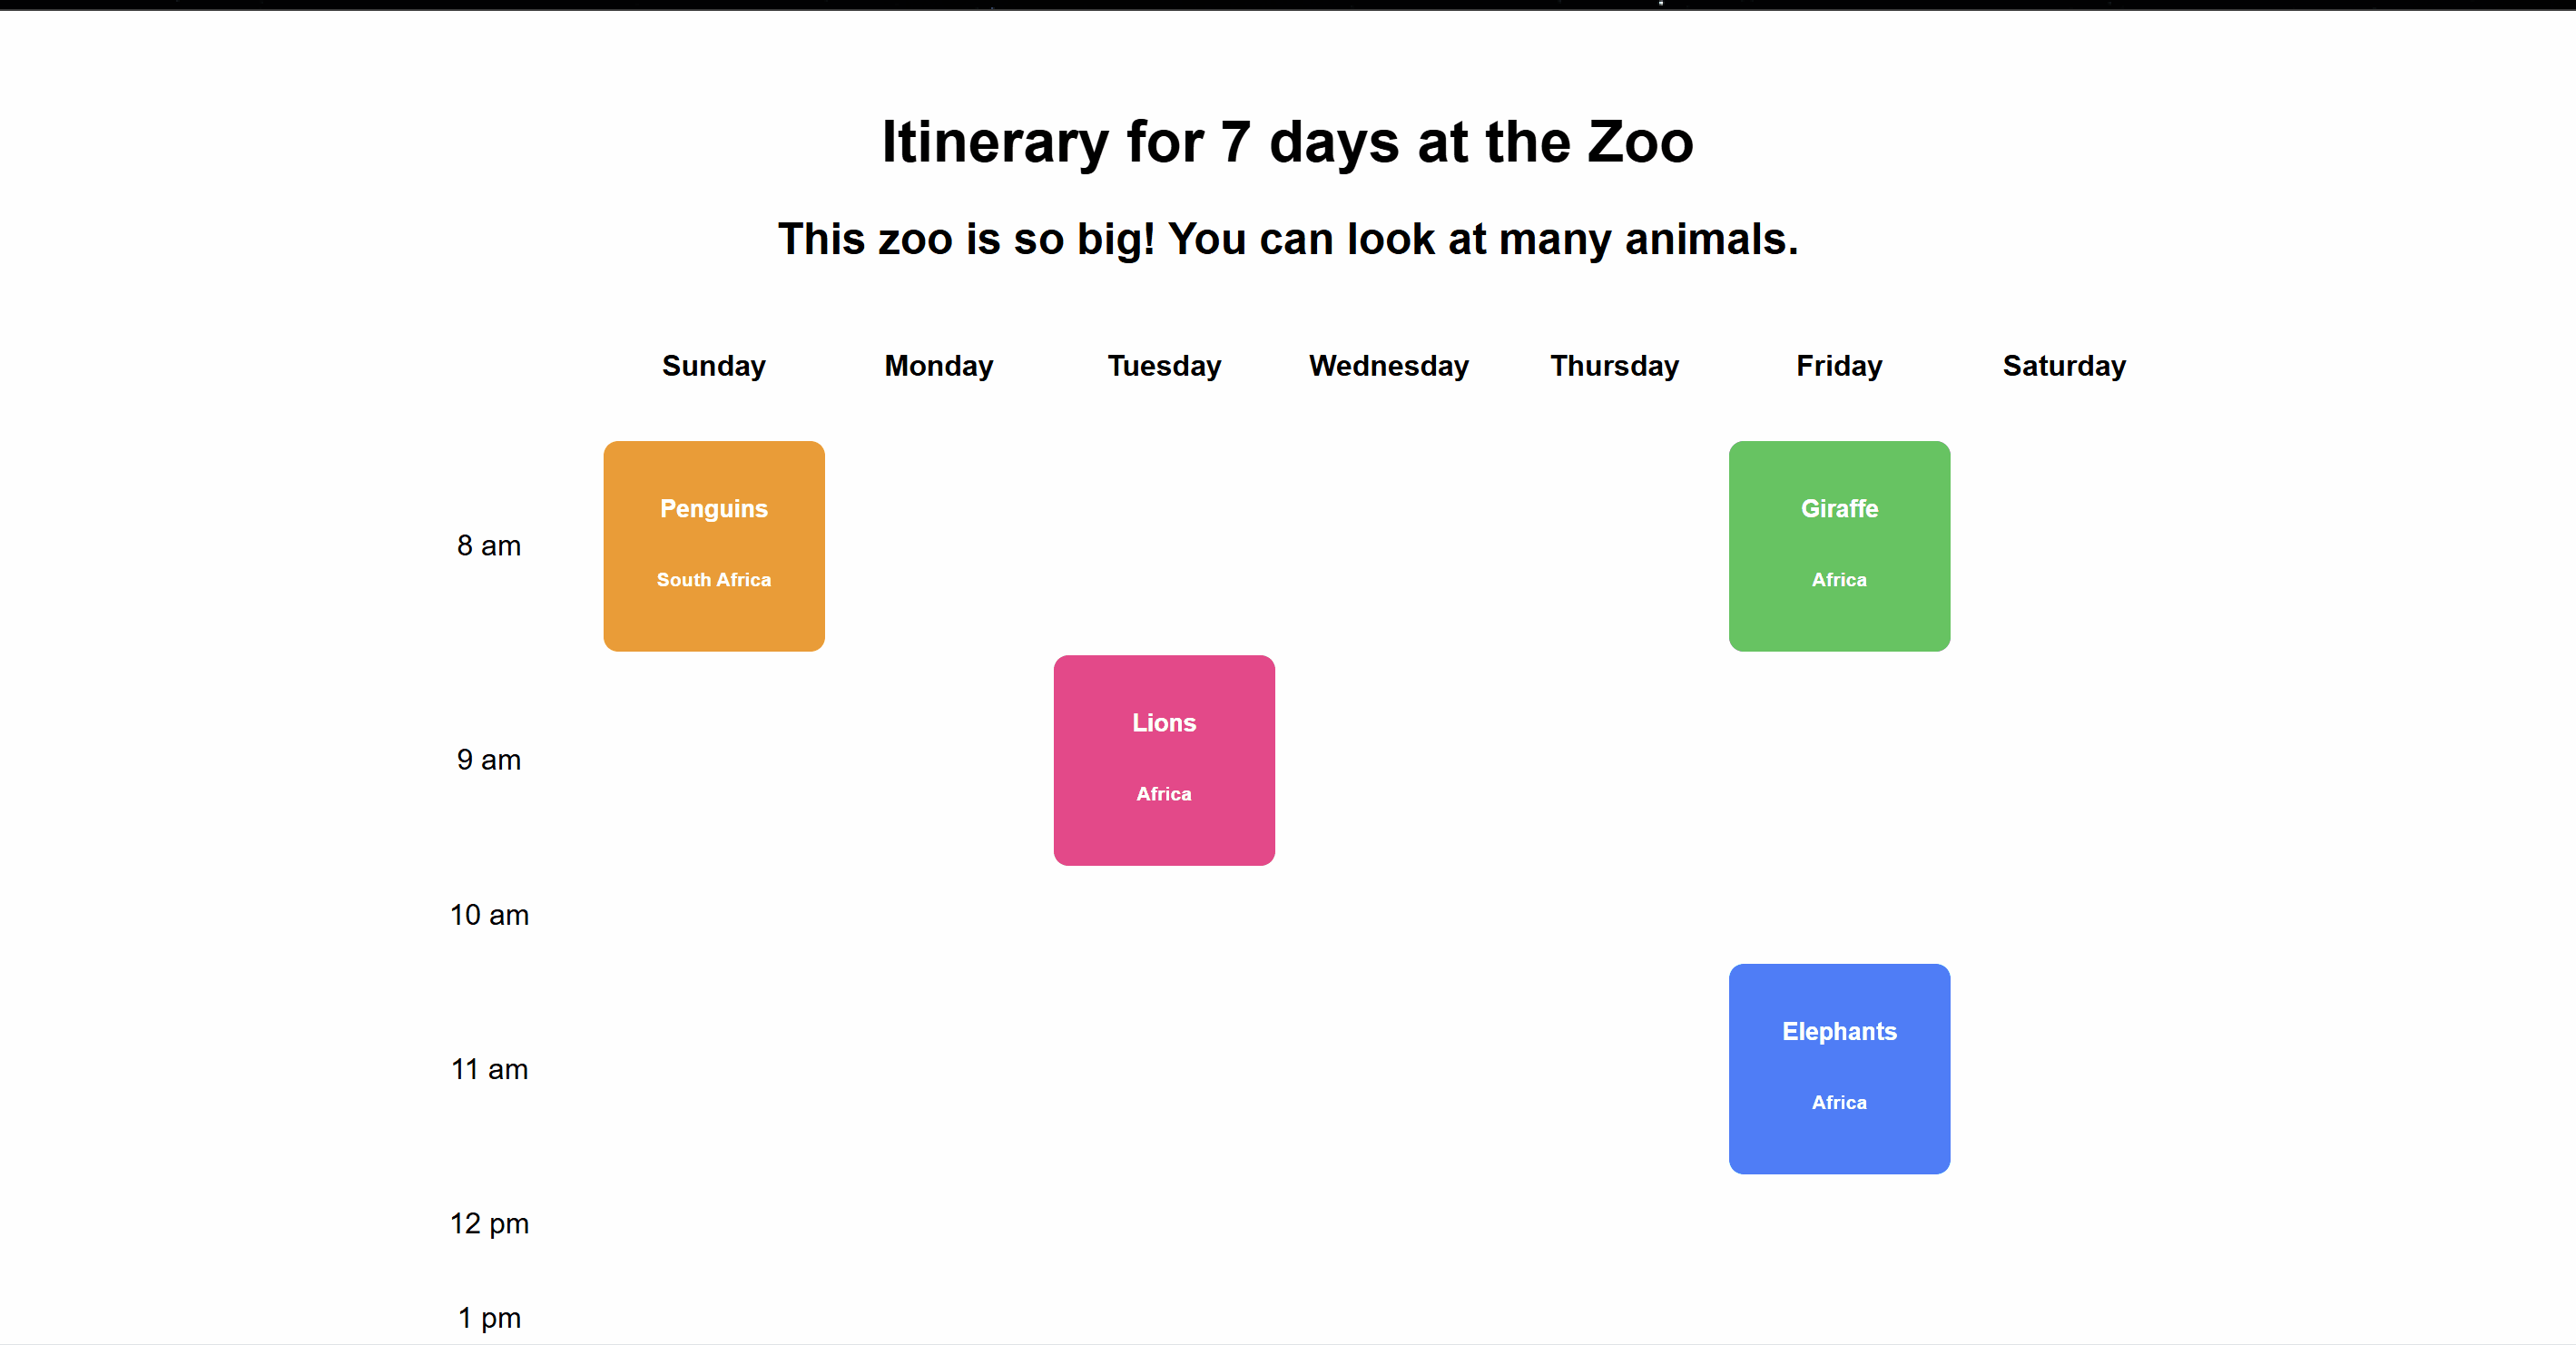 Itinerary for 7 days at the Zoo
This zoo is so big! You can look at many animals.
Sunday Monday Tuesday Wednesday Thursday Friday Saturday
Penguins Giraffe
8 am
South Africa Africa
Lions
9 am
Africa
10 am
Elephants
11 am
Africa
12 pm
1 pm